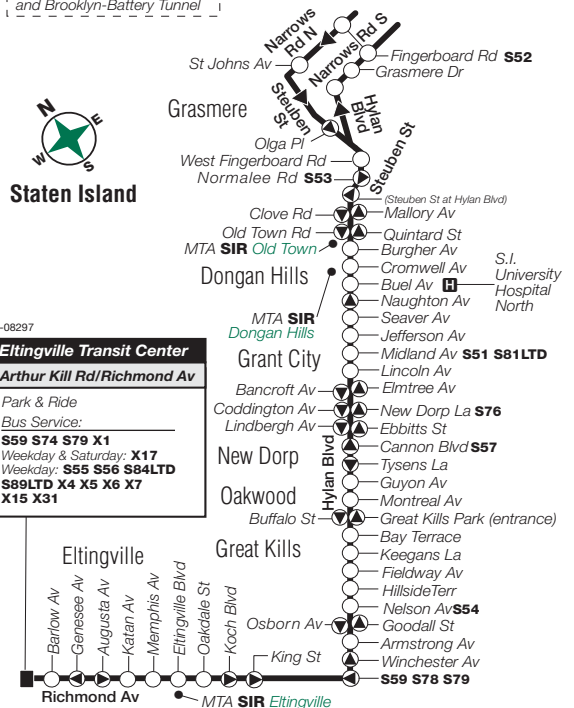 and Brooklyn-Battery Tunnel
Narrows
Rd N
Narrows Rd S
St Johns Av
Fingerboard Rd S52
Grasmere Dr
Steuben
St
Hylan
Blvd
Grasmere
Olga Pl
Steuben St
West Fingerboard Rd
Normalee Rd S53
N
E
W
S
Staten Island
(Steuben St at Hylan Blvd)
Clove Rd
Mallory Av
Old Town Rd
Quintard St
MTA SIR Old Town
Burgher Av
Dongan Hills
Cromwell Av
Buel Av H
S.I.
University
Hospital
North
Naughton Av
MTA SIR
Dongan Hills
Seaver Av
Jefferson Av
Grant City
Midland Av S51 S81LTD
Lincoln Av
Bancroft Av
Elmtree Av
Coddington Av
New Dorp La S76
Lindbergh Av
Ebbitts St
New Dorp
Cannon Blvd S57
Hylan Blvd
Tysens La
Guyon Av
Oakwood
Montreal Av
Buffalo St
Great Kills Park (entrance)
Great Kills
Bay Terrace
Keegans La
Fieldway Av
HillsideTerr
Nelson AvS54
Osborn Av
Goodall St
Armstrong Av
King St
Winchester Av
S59 S78 S79
-08297
Eltingville Transit Center
Arthur Kill Rd/Richmond Av
Park & Ride
Bus Service:
S59 S74 S79 X1
Weekday & Saturday: X17
Weekday: S55 S56 S84LTD
S89LTD X4 X5 X6 X7
X15 X31
Eltingville
Barlow Av
Genesee Av
Augusta Av
Katan Av
Memphis Av
Eltingville Blvd
Oakdale St
Koch Blvd
Richmond Av
MTA SIR Eltingville